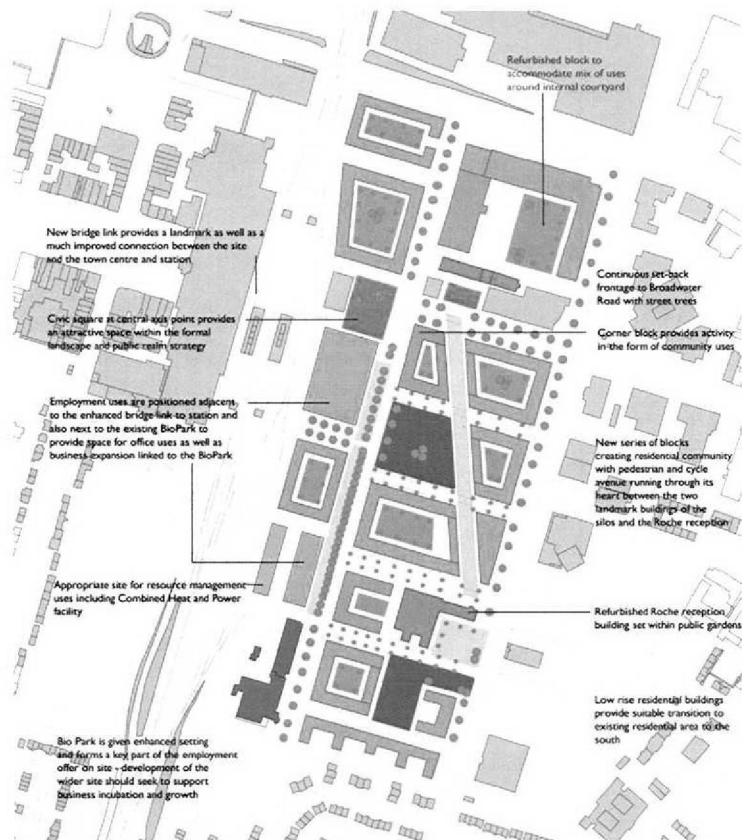 Refurbished block to
accommodate mix of uses
around internal courtyard
New bridge link provides a landmark as well as a
much improved connection between the site
and the town centre and station
Continuous set-back
frontage to Broadwater
Road with street trees
Civic square at central axis point provides
an attractive space within the formal
landscape and public realm strategy
Corner block provides activity
in the form of community uses
Employment uses are positioned adjacent
to the enhanced bridge link to station and
also next to the existing BioPark to
provide space for office uses as well as
business expansion linked to the BioPark
New series of blocks
creating residential community
with pedestrian and cycle
avenue running through its
heart between the two
landmark buildings of the
silos and the Roche reception
Appropriate site for resource management
uses including Combined Heat and Power
facility
Refurbished Roche reception
building set within public gardens
Low rise residential buildings
provide suitable transition to
existing residential area to the
south
Bio Park is given enhanced setting
and forms a key part of the employment
offer on site - development of the
wider site should seek to support
business incubation and growth